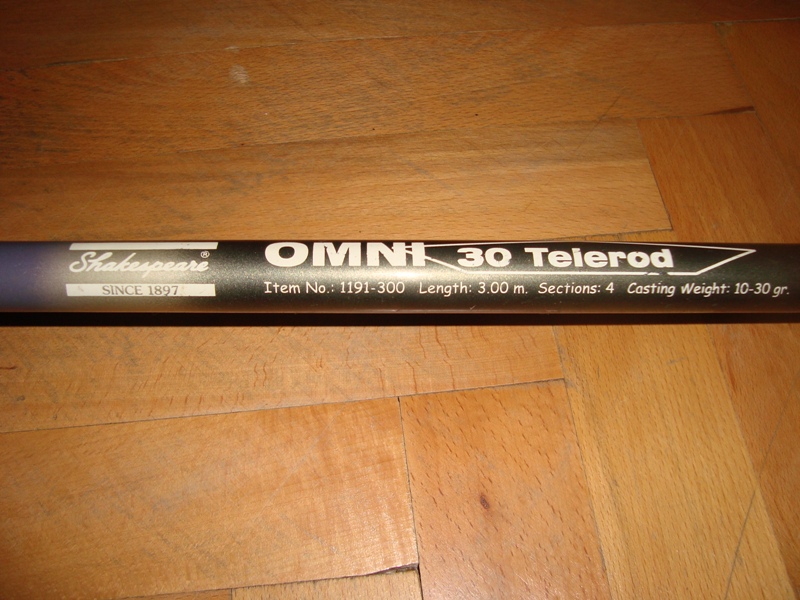 Shakespeare®
SINCE 1897
OMNI 30 Telerod
Item No.: 1191-300 Length: 3.00 m. Sections: 4 Casting Weight: 10-30 gr.